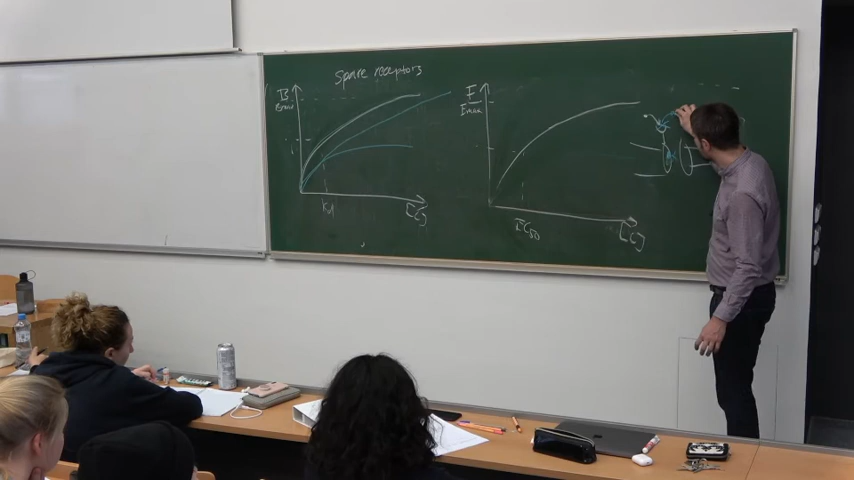 spare receptors
B
Bmax
Kd
[C]
E
Emax
EC50
[C]